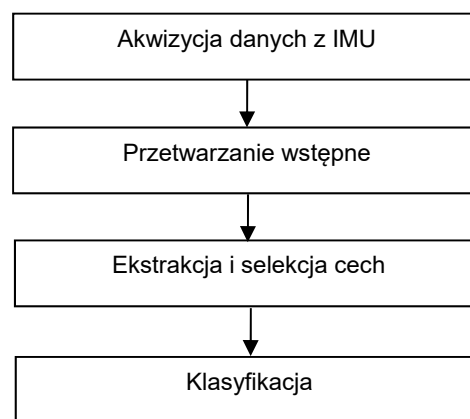 Akwizycja danych z IMU
Przetwarzanie wstępne
Ekstrakcja i selekcja cech
Klasyfikacja